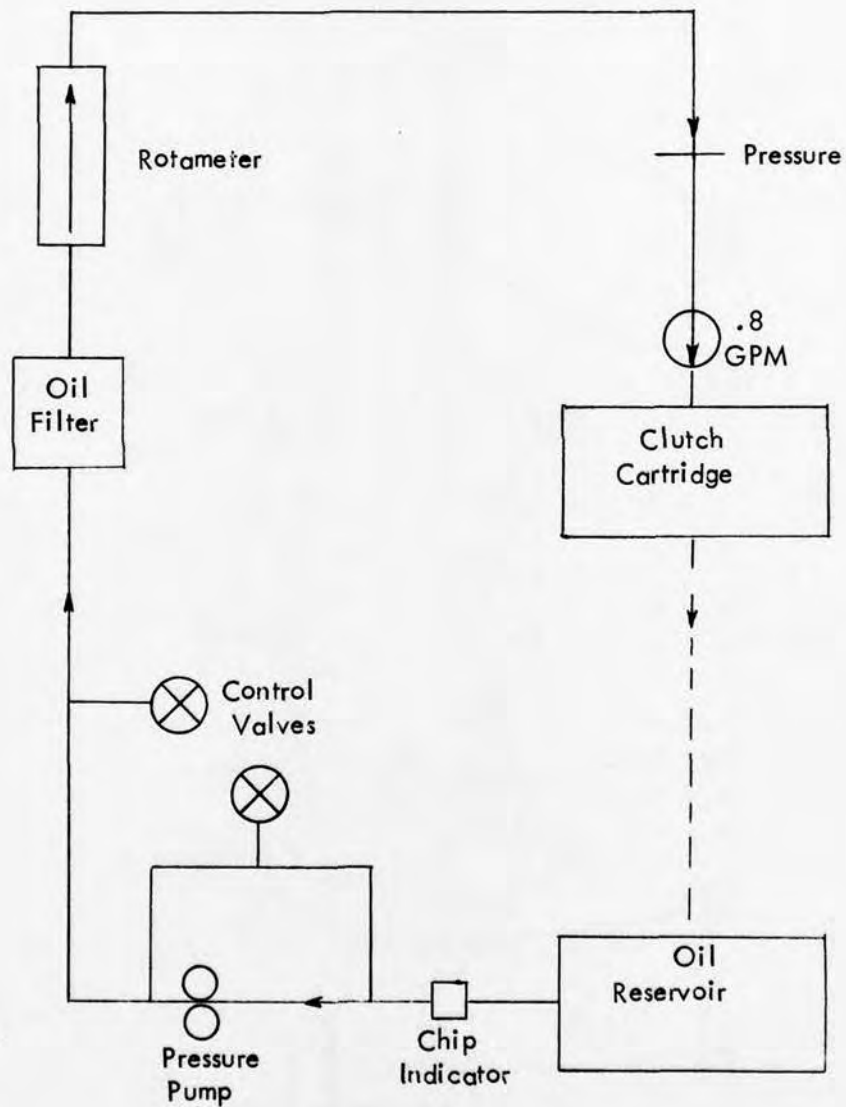 Rotameter
Pressure
.8
GPM
Oil
Filter
Clutch
Cartridge
Control
Valves
Oil
Reservoir
Chip
Indicator
Pressure
Pump